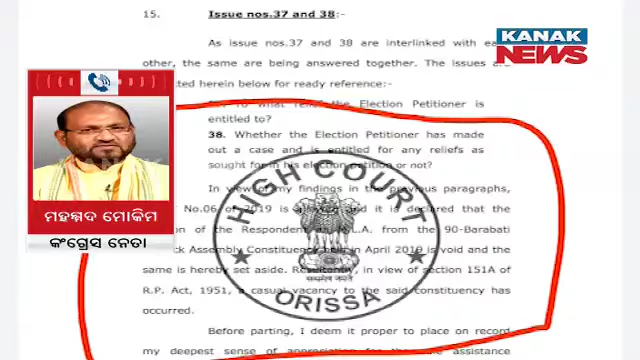 15. Issue nos.37 and 38:-
As issue nos.37 and 38 are interlinked with
other, the same are being answered together. The issues are
herein below for ready reference:-
To what relief the Election Petitioner is
entitled to?
38. Whether the Election Petitioner has made
out a case and is entitled for any reliefs as
sought for in his election petition or not?
In view of my findings in the previous paragraphs,
No.06 of 2019 is allowed and it is declared that the
of the Respondent as M.L.A. from the 90-Barabati
Assembly Constituency held in April 2019 is void and the
same is hereby set aside. Resultantly, in view of section 151A of
R.P. Act, 1951, a casual vacancy to the said constituency has
occurred.
Before parting, I deem it proper to place on record
my deepest sense of appreciation for the assistance
HIGH COURT
ORISSA
KANAK
NEWS
ମହମ୍ମଦ ମୋକିମ
କଂଗ୍ରେସ ନେତା